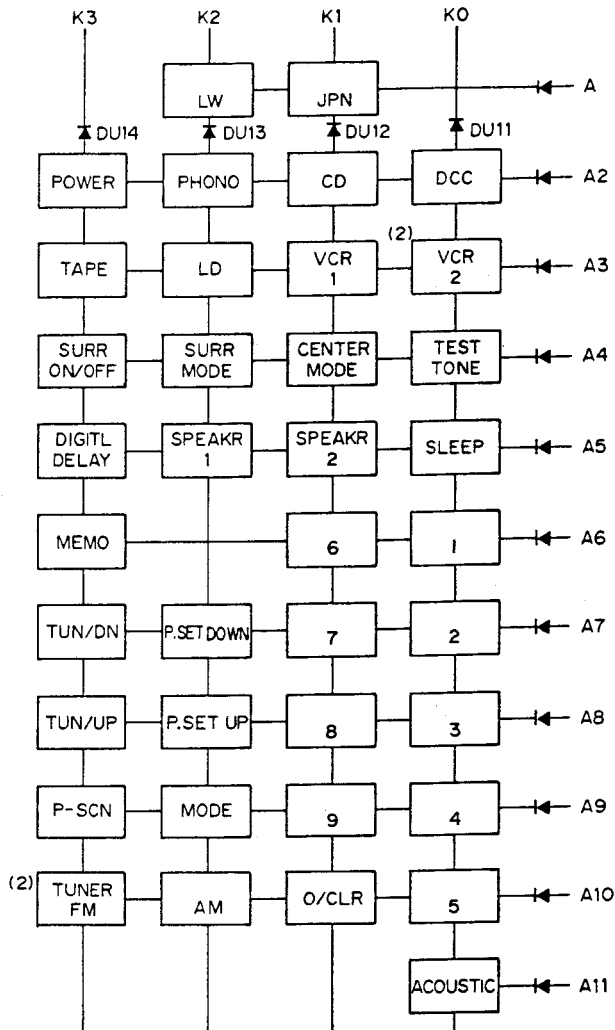 K3 K2 K1 K0
LW JPN A
DU14 DU13 DU12 DU11
POWER PHONO CD DCC A2
(2)
TAPE LD VCR 1 VCR 2 A3
SURR ON/OFF SURR MODE CENTER MODE TEST TONE A4
DIGITL DELAY SPEAKR 1 SPEAKR 2 SLEEP A5
MEMO 6 1 A6
TUN/DN P.SET DOWN 7 2 A7
TUN/UP P.SET UP 8 3 A8
P-SCN MODE 9 4 A9
(2) TUNER FM AM O/CLR 5 A10
ACOUSTIC A11